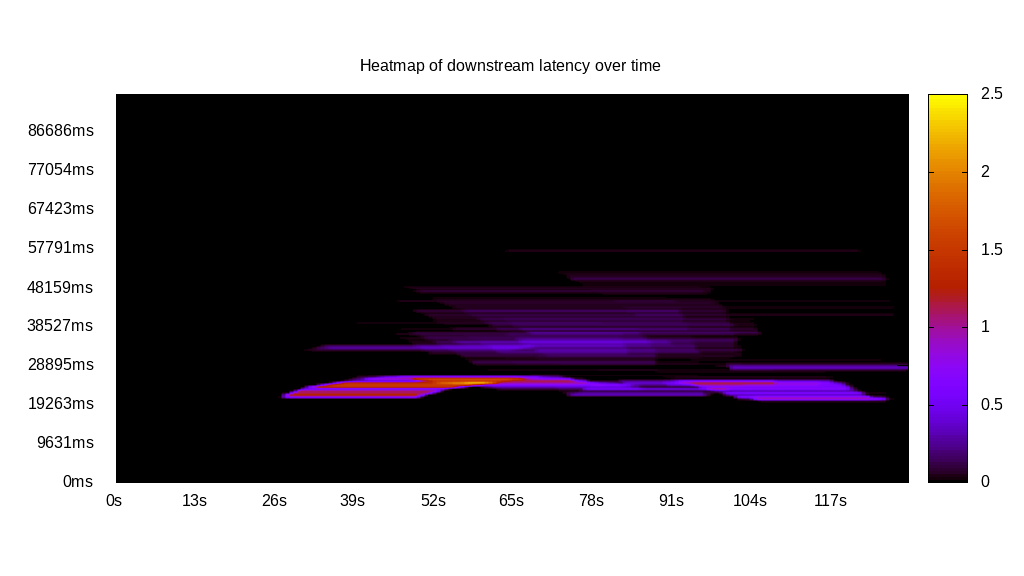 Heatmap of downstream latency over time
86686ms
77054ms
67423ms
57791ms
48159ms
38527ms
28895ms
19263ms
9631ms
0ms
0s 13s 26s 39s 52s 65s 78s 91s 104s 117s
2.5
2
1.5
1
0.5
0